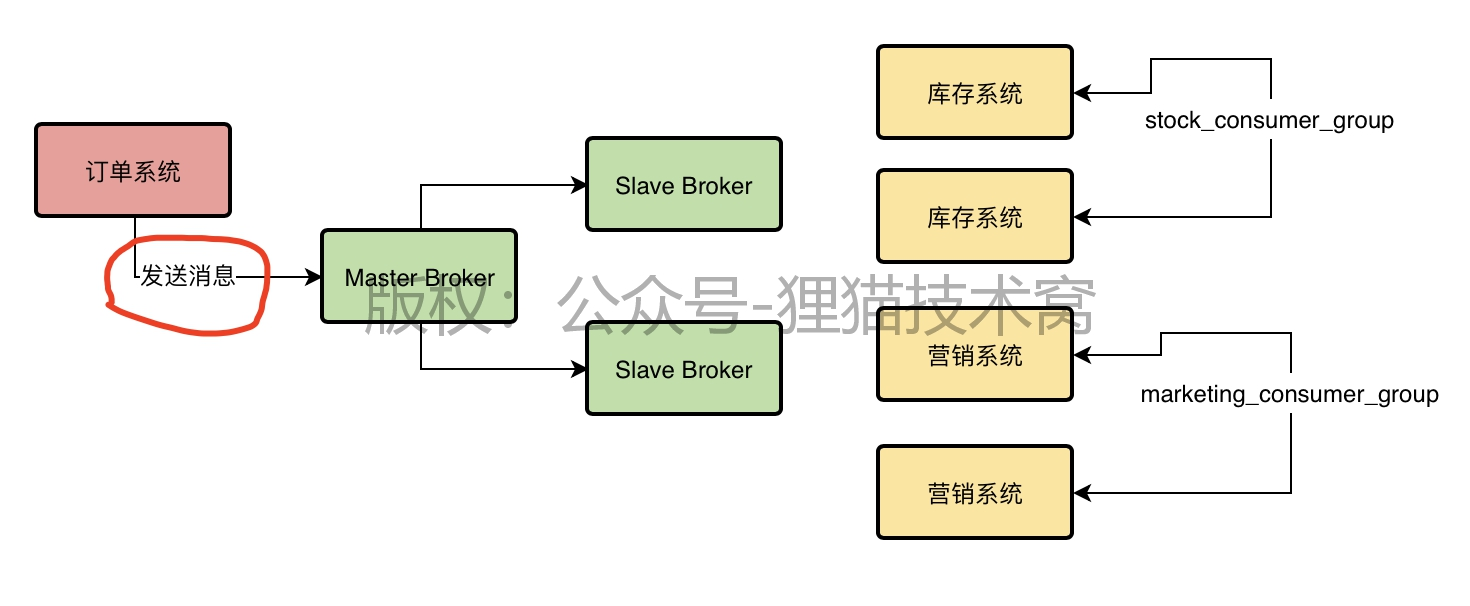 订单系统
发送消息
Master Broker
Slave Broker
Slave Broker
库存系统
库存系统
stock_consumer_group
营销系统
营销系统
marketing_consumer_group
版权：公众号-狸猫技术窝